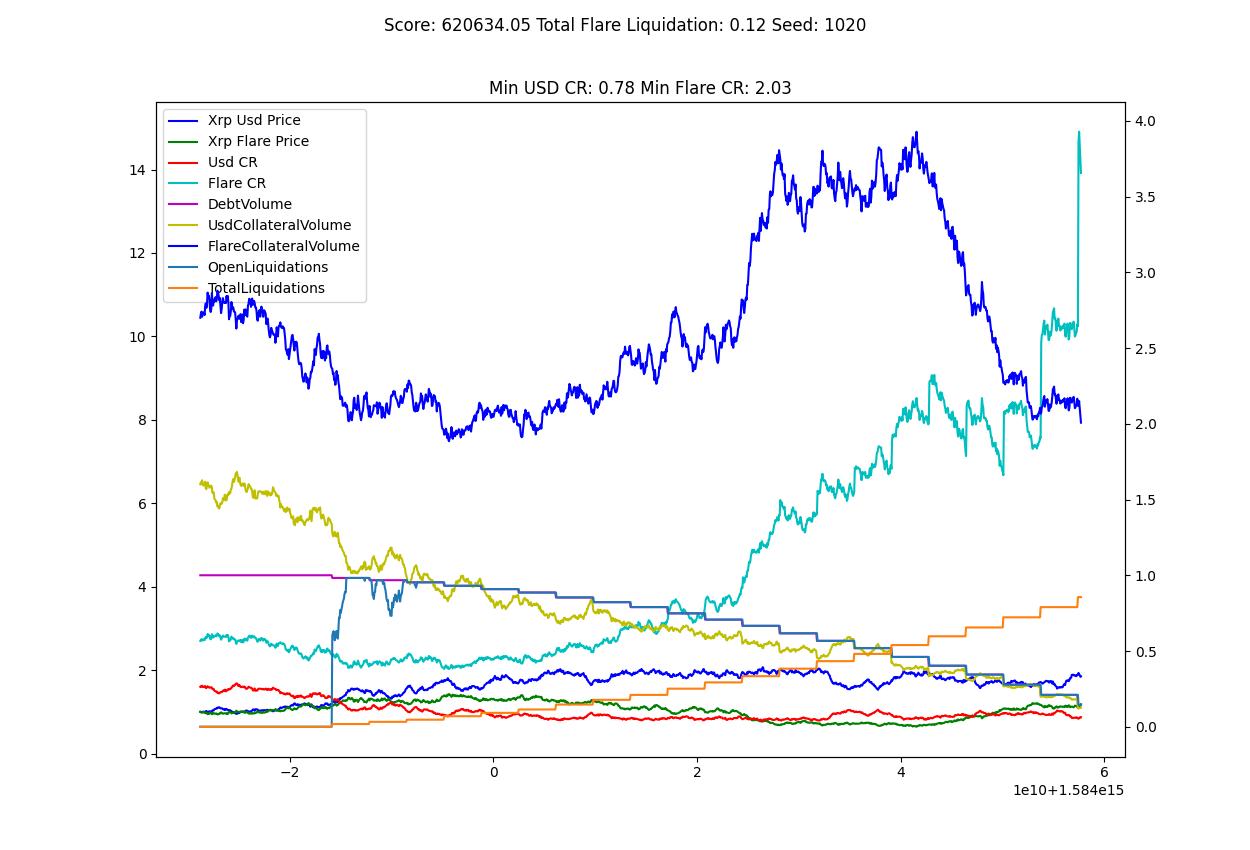 Score: 620634.05 Total Flare Liquidation: 0.12 Seed: 1020
Min USD CR: 0.78 Min Flare CR: 2.03
Xrp Usd Price
Xrp Flare Price
Usd CR
Flare CR
DebtVolume
UsdCollateralVolume
FlareCollateralVolume
OpenLiquidations
TotalLiquidations
14
12
10
8
6
4
2
0
4.0
3.5
3.0
2.5
2.0
1.5
1.0
0.5
0.0
−2 0 2 4 6
1e10+1.584e15